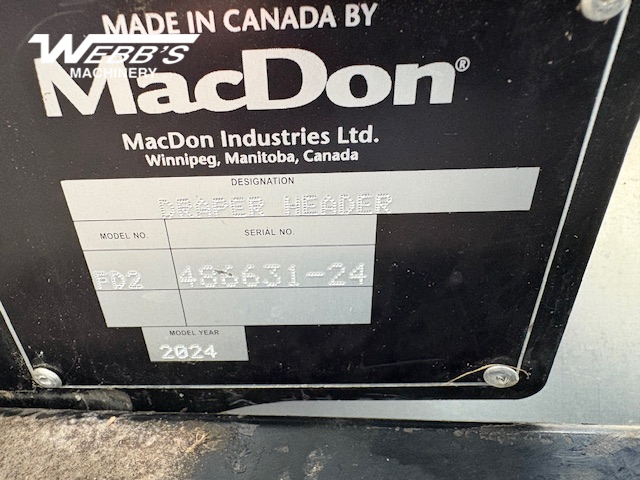 MADE IN CANADA BY
WEBB'S
MACHINERY
MacDon®
MacDon Industries Ltd.
Winnipeg, Manitoba, Canada
DESIGNATION
DRAPER HEADER
MODEL NO. SERIAL NO.
FD2 486631-24
MODEL YEAR
2024